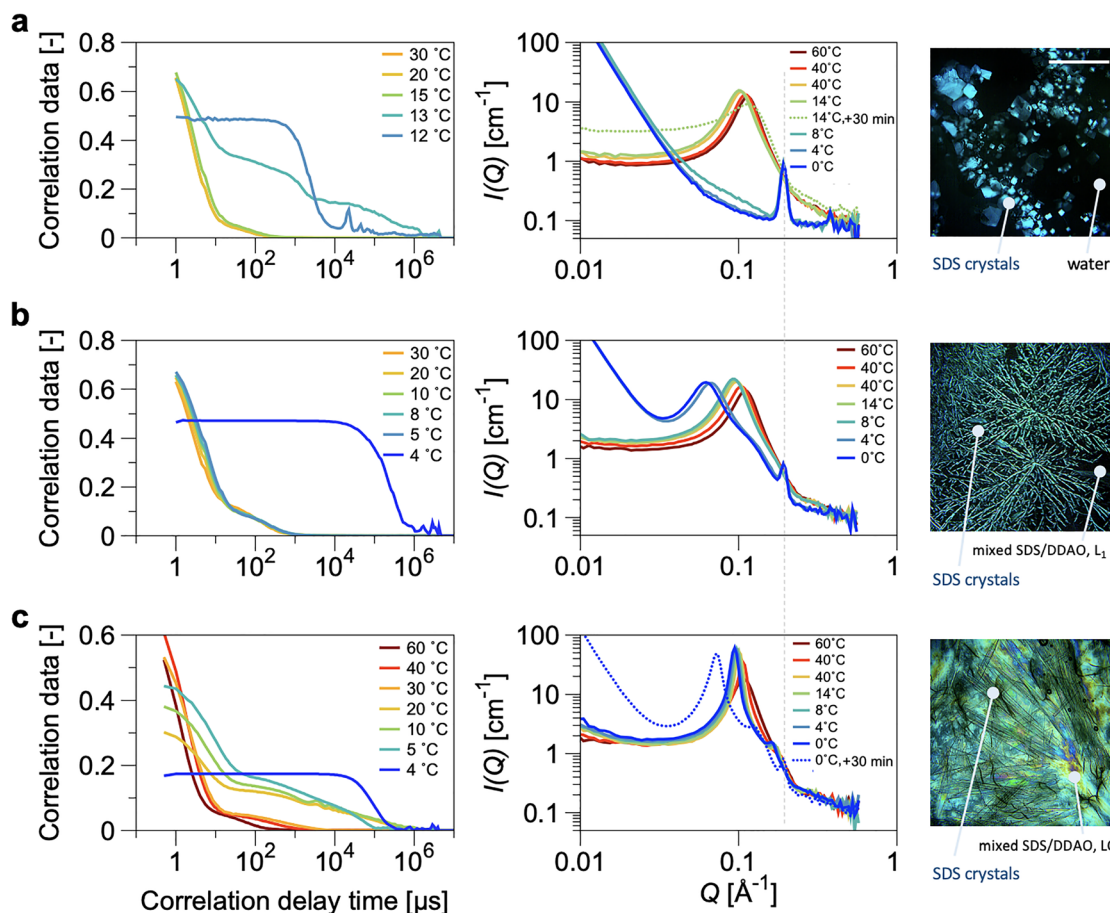 a
Correlation data [-]
0.8
0.6
0.4
0.2
0
1
10²
10⁴
10⁶
30 ˚C
20 ˚C
15 ˚C
13 ˚C
12 ˚C
I(Q) [cm⁻¹]
100
10
1
0.1
0.01
0.1
1
60˚C
40˚C
40˚C
14˚C
14˚C,+30 min
8˚C
4˚C
0˚C
SDS crystals
water
b
Correlation data [-]
0.8
0.6
0.4
0.2
0
1
10²
10⁴
10⁶
30 ˚C
20 ˚C
10 ˚C
8 ˚C
5 ˚C
4 ˚C
I(Q) [cm⁻¹]
100
10
1
0.1
0.01
0.1
1
60˚C
40˚C
40˚C
14˚C
8˚C
4˚C
0˚C
mixed SDS/DDAO, L₁
SDS crystals
c
Correlation data [-]
0.6
0.4
0.2
0
1
10²
10⁴
10⁶
60 ˚C
40 ˚C
30 ˚C
20 ˚C
10 ˚C
5 ˚C
4 ˚C
Correlation delay time [µs]
I(Q) [cm⁻¹]
100
10
1
0.1
0.01
0.1
1
60˚C
40˚C
40˚C
14˚C
8˚C
4˚C
0˚C
0˚C,+30 min
Q [Å⁻¹]
mixed SDS/DDAO,
SDS crystals